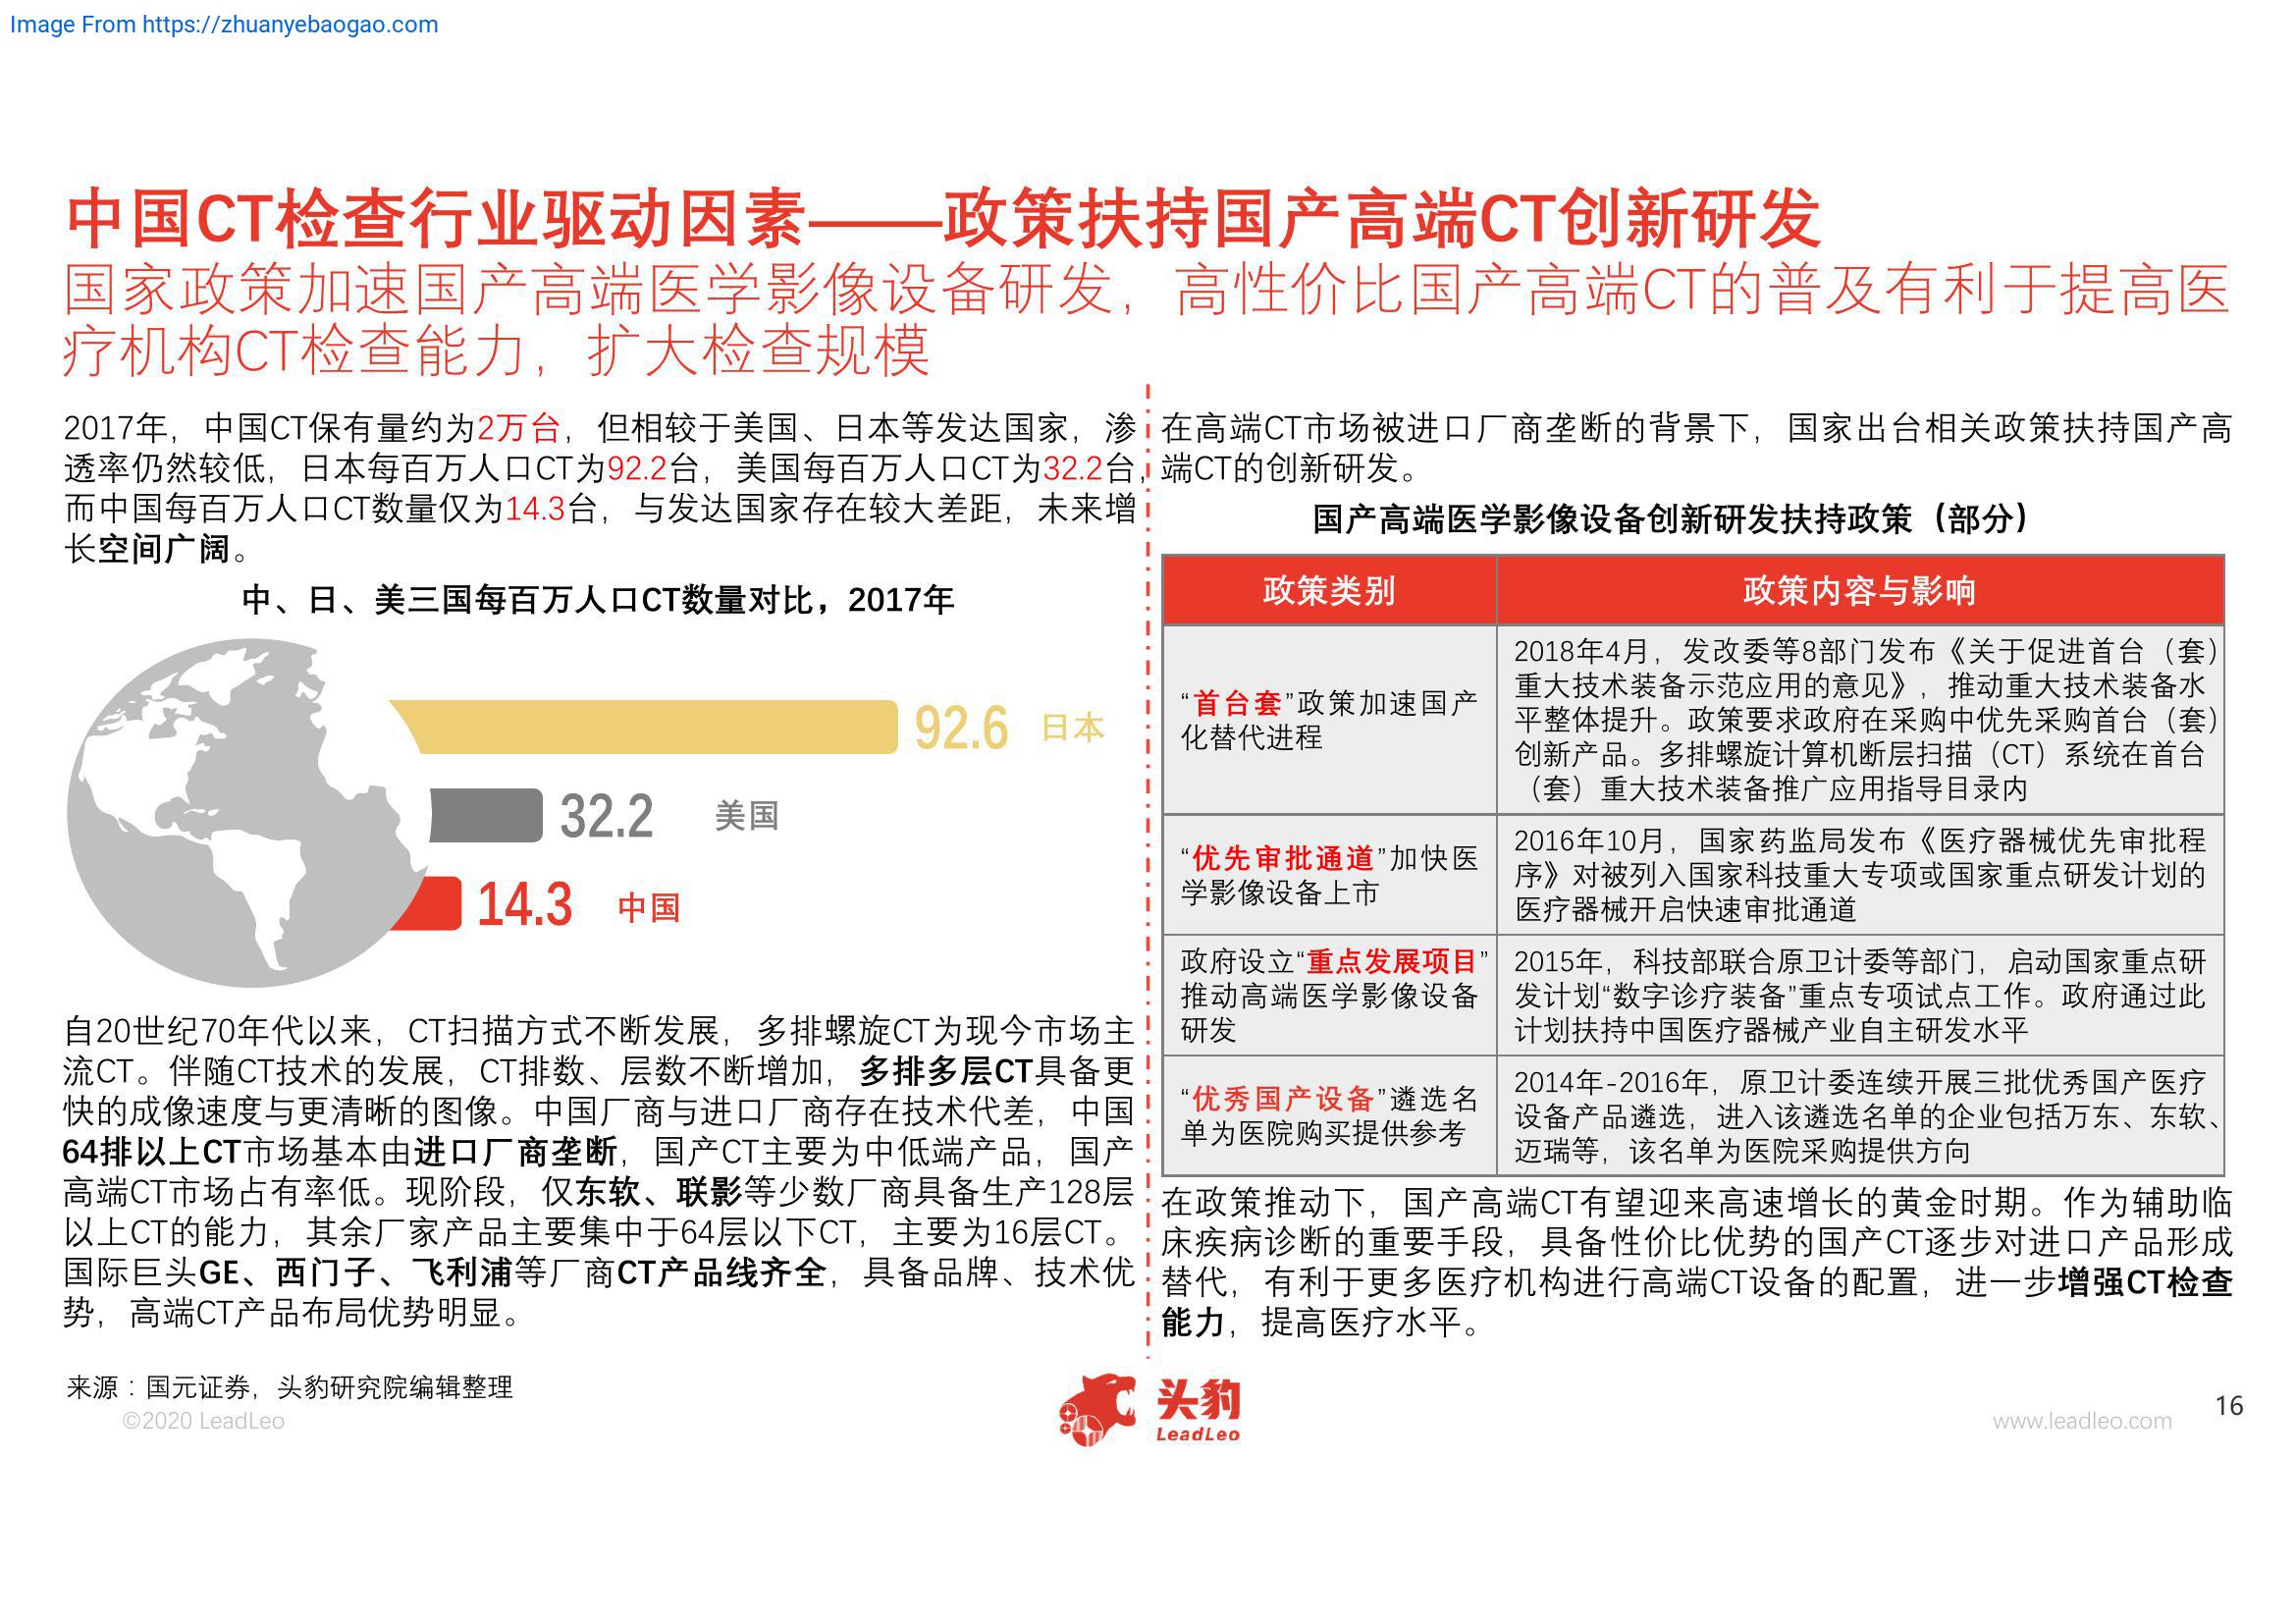 Image From https://zhuanyebaogao.com
中国CT检查行业驱动因素——政策扶持国产高端CT创新研发
国家政策加速国产高端医学影像设备研发，高性价比国产高端CT的普及有利于提高医
疗机构CT检查能力，扩大检查规模
2017年，中国CT保有量约为2万台，但相较于美国、日本等发达国家，渗
透率仍然较低，日本每百万人口CT为92.2台，美国每百万人口CT为32.2台，
而中国每百万人口CT数量仅为14.3台，与发达国家存在较大差距，未来增
长空间广阔。
中、日、美三国每百万人口CT数量对比，2017年
92.6 日本
32.2 美国
14.3 中国
自20世纪70年代以来，CT扫描方式不断发展，多排螺旋CT为现今市场主
流CT。伴随CT技术的发展，CT排数、层数不断增加，多排多层CT具备更
快的成像速度与更清晰的图像。中国厂商与进口厂商存在技术代差，中国
64排以上CT市场基本由进口厂商垄断，国产CT主要为中低端产品，国产
高端CT市场占有率低。现阶段，仅东软、联影等少数厂商具备生产128层
以上CT的能力，其余厂家产品主要集中于64层以下CT，主要为16层CT。
国际巨头GE、西门子、飞利浦等厂商CT产品线齐全，具备品牌、技术优
势，高端CT产品布局优势明显。
在高端CT市场被进口厂商垄断的背景下，国家出台相关政策扶持国产高
端CT的创新研发。
国产高端医学影像设备创新研发扶持政策（部分）
政策类别
政策内容与影响
“首台套”政策加速国产
化替代进程
2018年4月，发改委等8部门发布《关于促进首台（套）
重大技术装备示范应用的意见》，推动重大技术装备水
平整体提升。政策要求政府在采购中优先采购首台（套）
创新产品。多排螺旋计算机断层扫描（CT）系统在首台
（套）重大技术装备推广应用指导目录内
“优先审批通道”加快医
学影像设备上市
2016年10月，国家药监局发布《医疗器械优先审批程
序》对被列入国家科技重大专项或国家重点研发计划的
医疗器械开启快速审批通道
政府设立“重点发展项目”
推动高端医学影像设备
研发
2015年，科技部联合原卫计委等部门，启动国家重点研
发计划“数字诊疗装备”重点专项试点工作。政府通过此
计划扶持中国医疗器械产业自主研发水平
“优秀国产设备”遴选名
单为医院购买提供参考
2014年-2016年，原卫计委连续开展三批优秀国产医疗
设备产品遴选，进入该遴选名单的企业包括万东、东软、
迈瑞等，该名单为医院采购提供方向
在政策推动下，国产高端CT有望迎来高速增长的黄金时期。作为辅助临
床疾病诊断的重要手段，具备性价比优势的国产CT逐步对进口产品形成
替代，有利于更多医疗机构进行高端CT设备的配置，进一步增强CT检查
能力，提高医疗水平。
来源：国元证券，头豹研究院编辑整理
©2020 LeadLeo
头豹
LeadLeo
www.leadleo.com
16